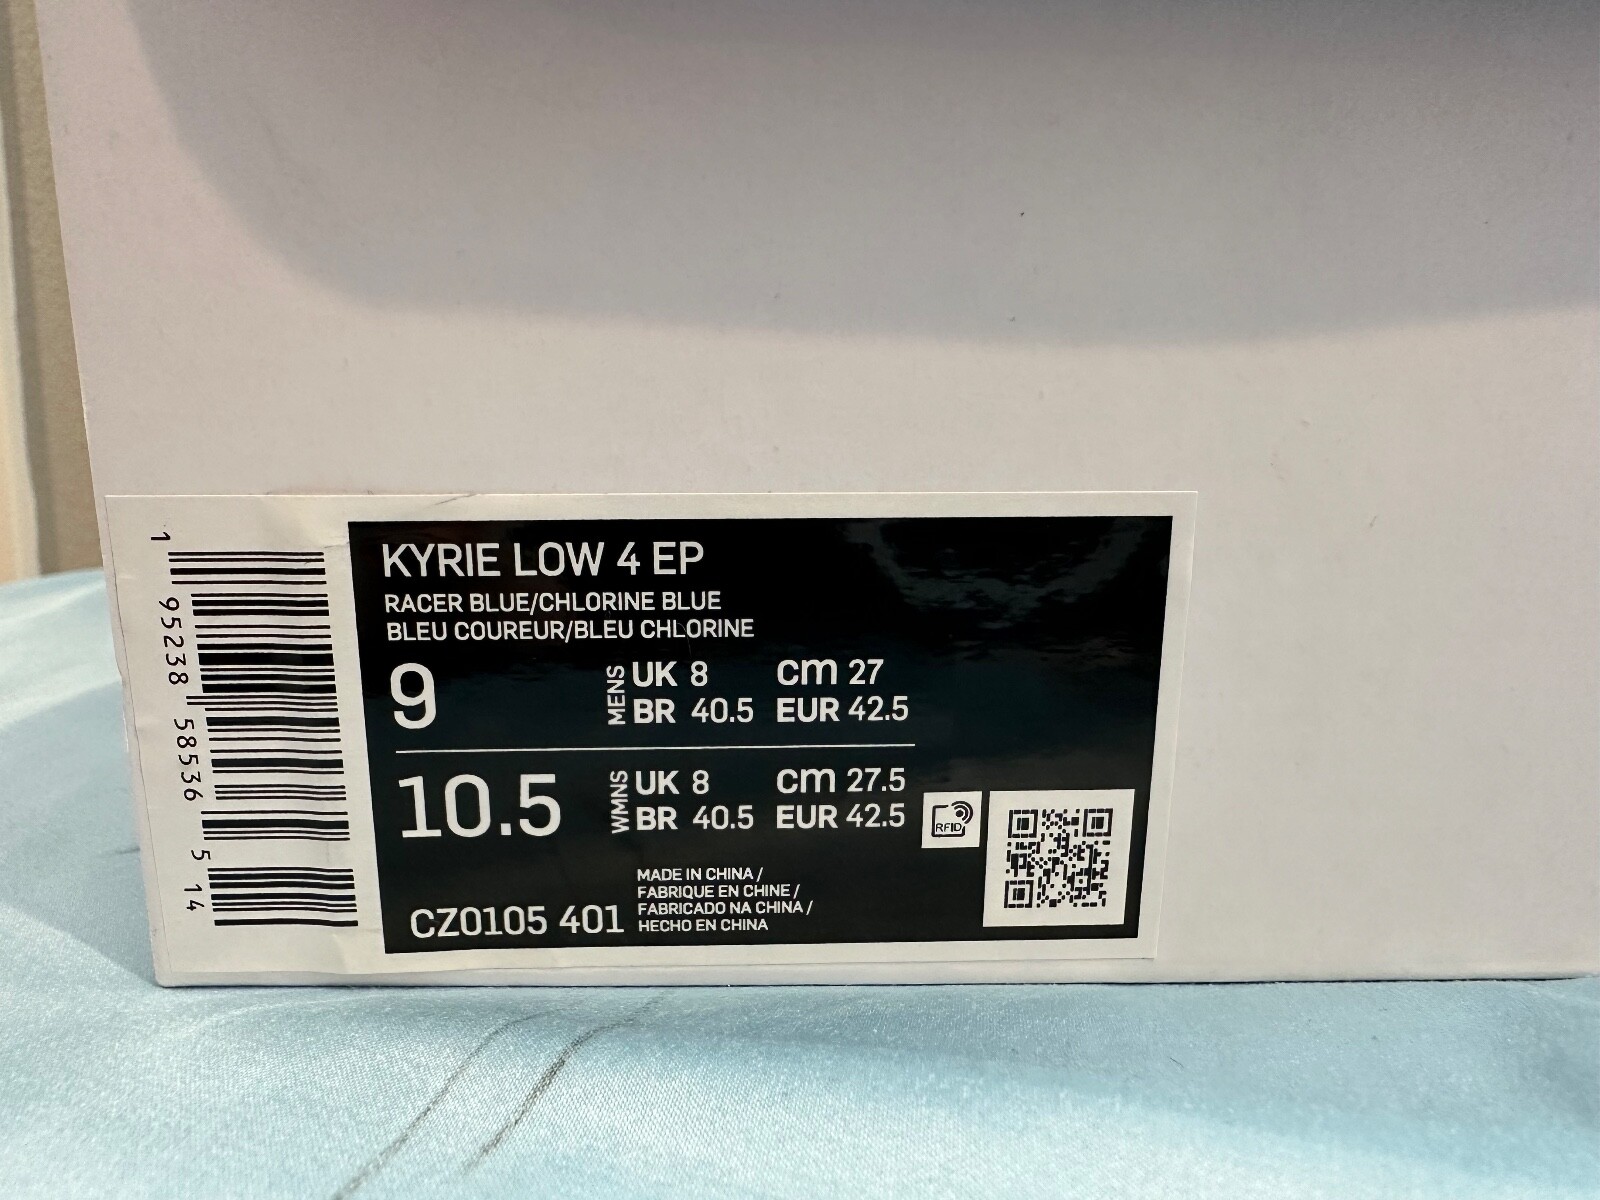 KYRIE LOW 4 EP
RACER BLUE/CHLORINE BLUE
BLEU COUREUR/BLEU CHLORINE
9
MENS
UK 8 cm 27
BR 40.5 EUR 42.5
10.5
WMNS
UK 8 cm 27.5
BR 40.5 EUR 42.5
RFID
MADE IN CHINA /
FABRIQUE EN CHINE /
FABRICADO NA CHINA /
HECHO EN CHINA
CZ0105 401
1 95238 58536 5 14